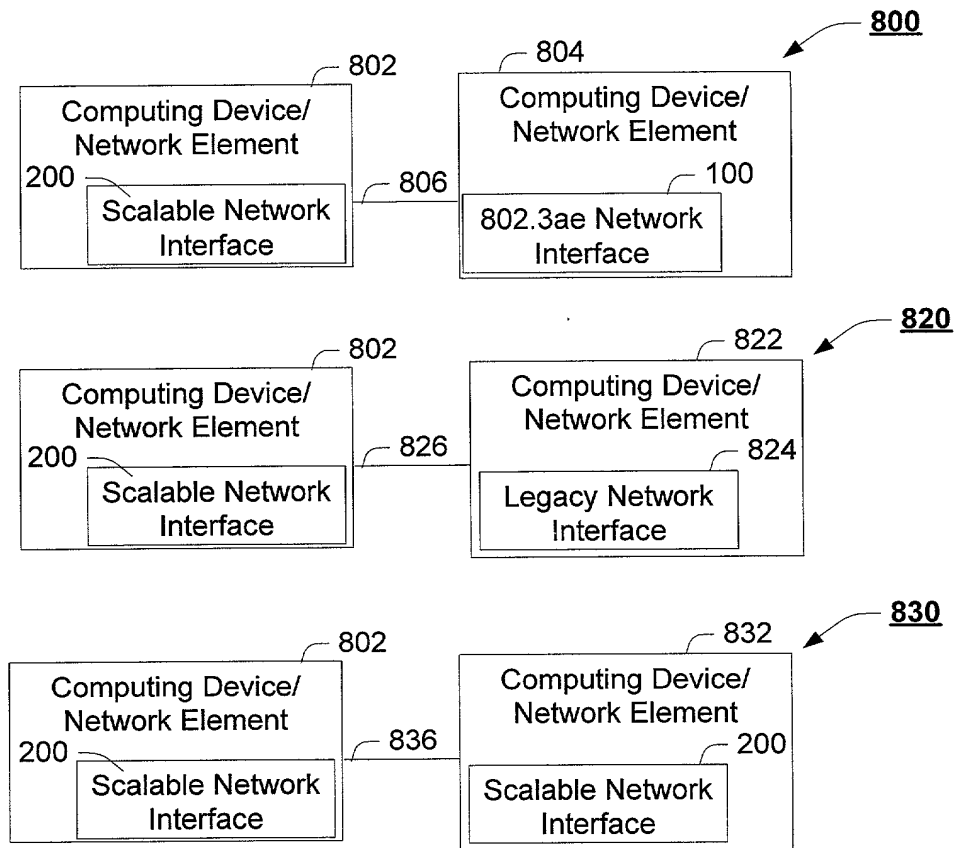 800
802
804
Computing Device/
Network Element
Computing Device/
Network Element
200
806
100
Scalable Network
Interface
802.3ae Network
Interface
820
802
822
Computing Device/
Network Element
Computing Device/
Network Element
200
826
824
Scalable Network
Interface
Legacy Network
Interface
830
802
832
Computing Device/
Network Element
Computing Device/
Network Element
200
836
200
Scalable Network
Interface
Scalable Network
Interface